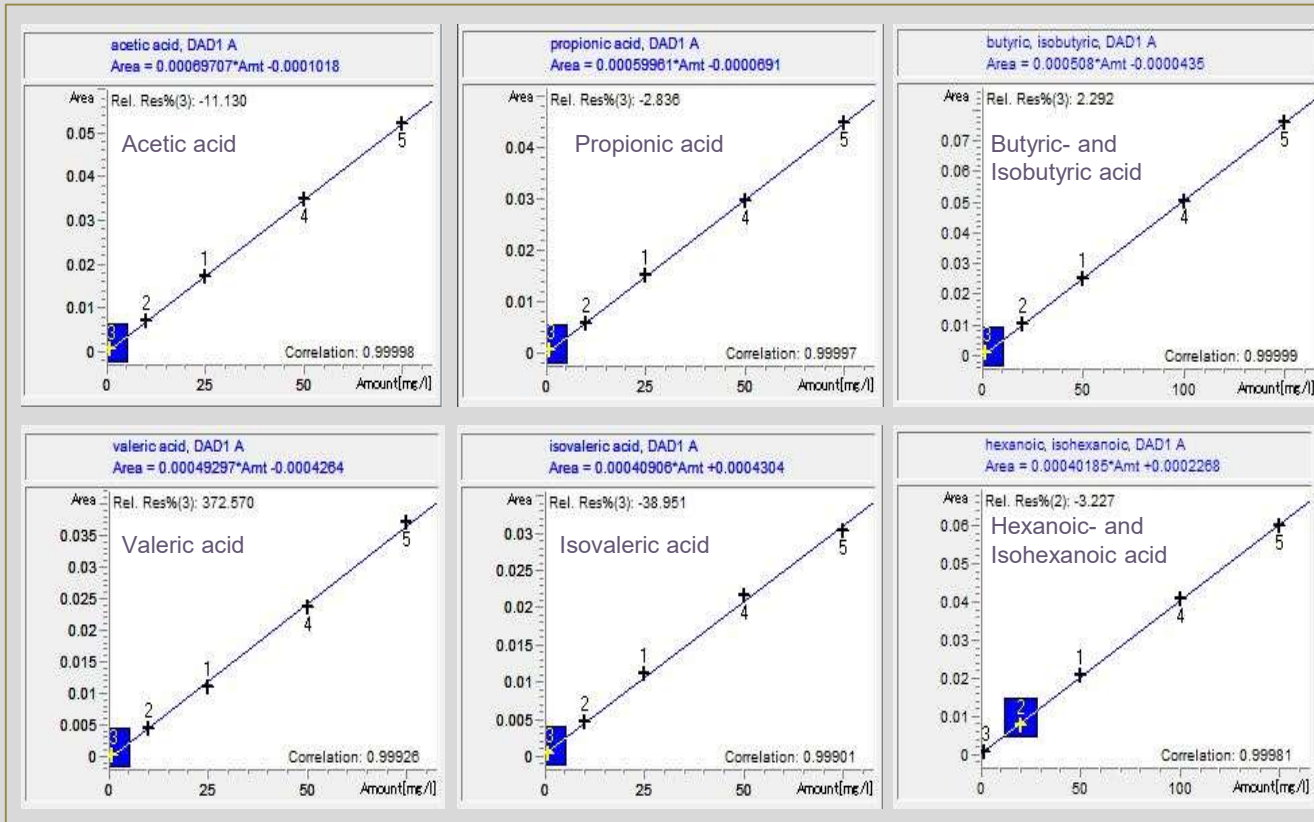 acetic acid, DAD1 A
Area = 0.00069707*Amt -0.0001018
Area
Rel. Res%(3): -11.130
Acetic acid
0.05
0.04
0.03
0.02
0.01
0
5
4
1
2
3
Correlation: 0.99998
0
25
50
Amount[mg/l]
propionic acid, DAD1 A
Area = 0.00059961*Amt -0.0000691
Area
Rel. Res%(3): -2.836
Propionic acid
0.04
0.03
0.02
0.01
0
5
4
1
2
3
Correlation: 0.99997
0
25
50
Amount[mg/l]
butyric, isobutyric, DAD1 A
Area = 0.000508*Amt -0.0000435
Area
Rel. Res%(3): 2.292
Butyric- and
Isobutyric acid
0.07
0.06
0.05
0.04
0.03
0.02
0.01
0
5
4
1
2
3
Correlation: 0.99999
0
50
100
Amount[mg/l]
valeric acid, DAD1 A
Area = 0.00049297*Amt -0.0004264
Area
Rel. Res%(3): 372.570
Valeric acid
0.035
0.03
0.025
0.02
0.015
0.01
0.005
0
5
4
1
2
3
Correlation: 0.99926
0
25
50
Amount[mg/l]
isovaleric acid, DAD1 A
Area = 0.00040906*Amt +0.0004304
Area
Rel. Res%(3): -38.951
Isovaleric acid
0.03
0.025
0.02
0.015
0.01
0.005
0
5
4
1
2
3
Correlation: 0.99901
0
25
50
Amount[mg/l]
hexanoic, isohexanoic, DAD1 A
Area = 0.00040185*Amt +0.0002268
Area
Rel. Res%(2): -3.227
Hexanoic- and
Isohexanoic acid
0.06
0.05
0.04
0.03
0.02
0.01
0
5
4
1
2
3
Correlation: 0.99981
0
50
100
Amount[mg/l]